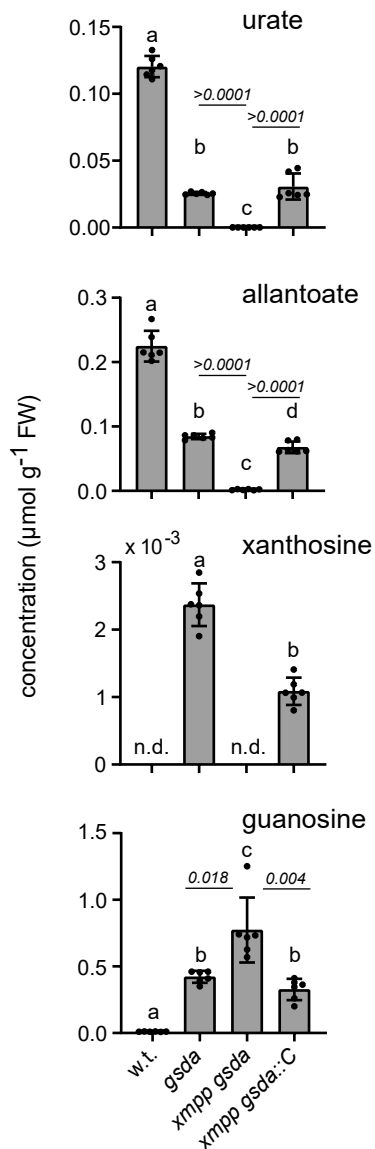 urate
0.15
0.10
0.05
0.00
a
b
c
b
>0.0001
>0.0001
allantoate
0.3
0.2
0.1
0.0
a
b
c
d
>0.0001
>0.0001
concentration (µmol g⁻¹ FW)
x 10⁻³
xanthosine
3
2
1
0
n.d.
a
n.d.
b
guanosine
1.5
1.0
0.5
0.0
a
b
c
b
0.018
0.004
w.t.
gsda
xmpp gsda
xmpp gsda::C